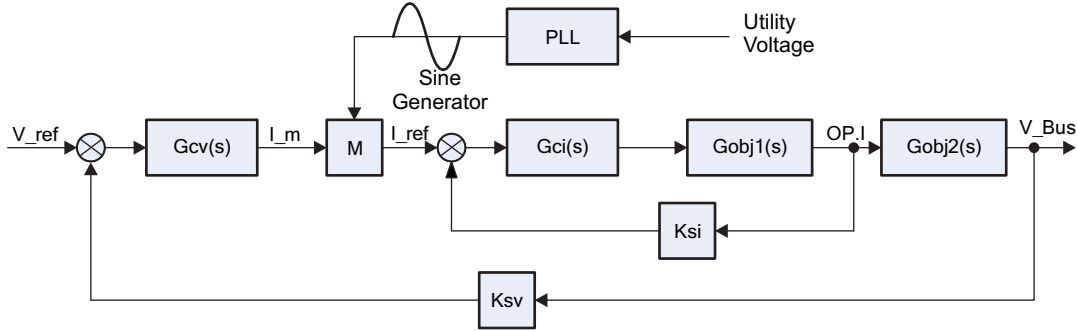 PLL
Utility
Voltage
Sine
Generator
V_ref
Gcv(s)
I_m
M
I_ref
Gci(s)
Gobj1(s)
OP.I
Gobj2(s)
V_Bus
Ksi
Ksv